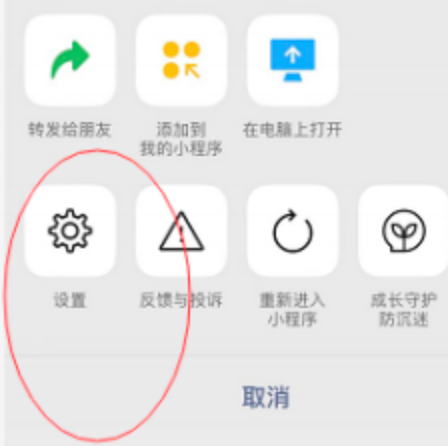 转发给朋友
添加到
我的小程序
在电脑上打开
设置
反馈与投诉
重新进入
小程序
成长守护
防沉迷
取消